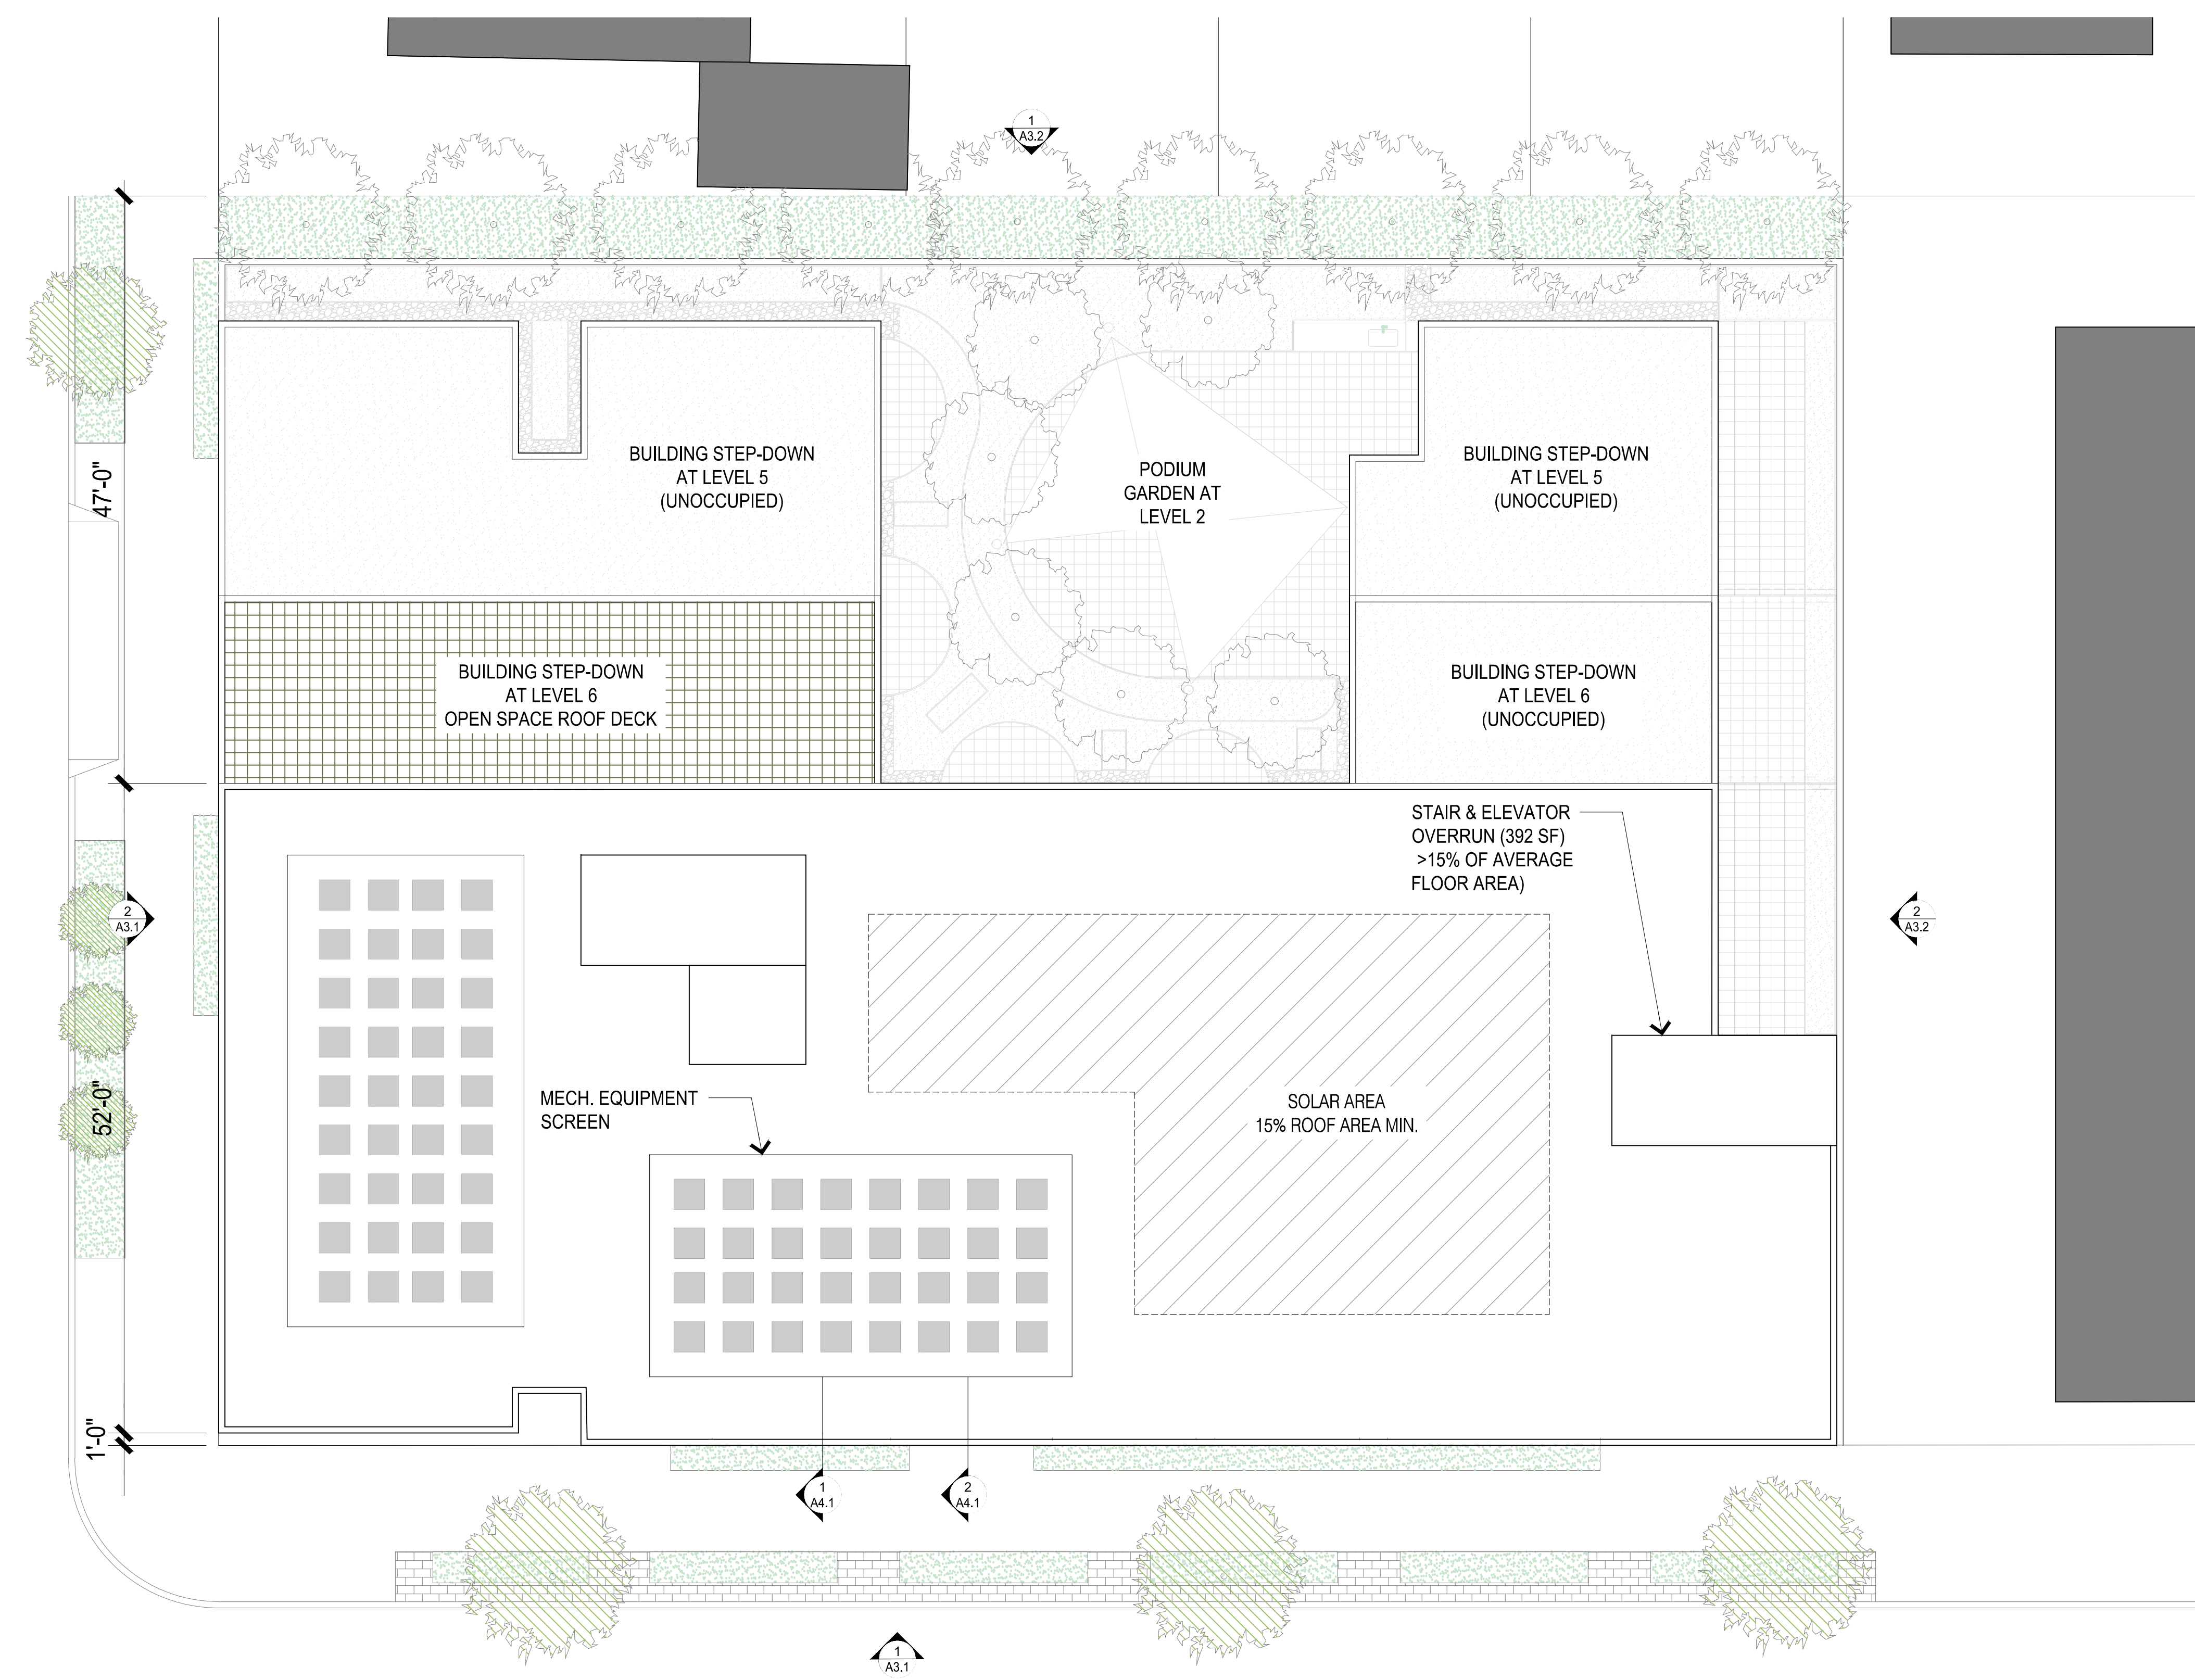 1
A3.2
47'-0"
BUILDING STEP-DOWN
AT LEVEL 5
(UNOCCUPIED)
PODIUM
GARDEN AT
LEVEL 2
BUILDING STEP-DOWN
AT LEVEL 5
(UNOCCUPIED)
BUILDING STEP-DOWN
AT LEVEL 6
OPEN SPACE ROOF DECK
BUILDING STEP-DOWN
AT LEVEL 6
(UNOCCUPIED)
STAIR & ELEVATOR
OVERRUN (392 SF)
>15% OF AVERAGE
FLOOR AREA)
2
A3.1
2
A3.2
52'-0"
MECH. EQUIPMENT
SCREEN
SOLAR AREA
15% ROOF AREA MIN.
1'-0"
1
A4.1
2
A4.1
1
A3.1